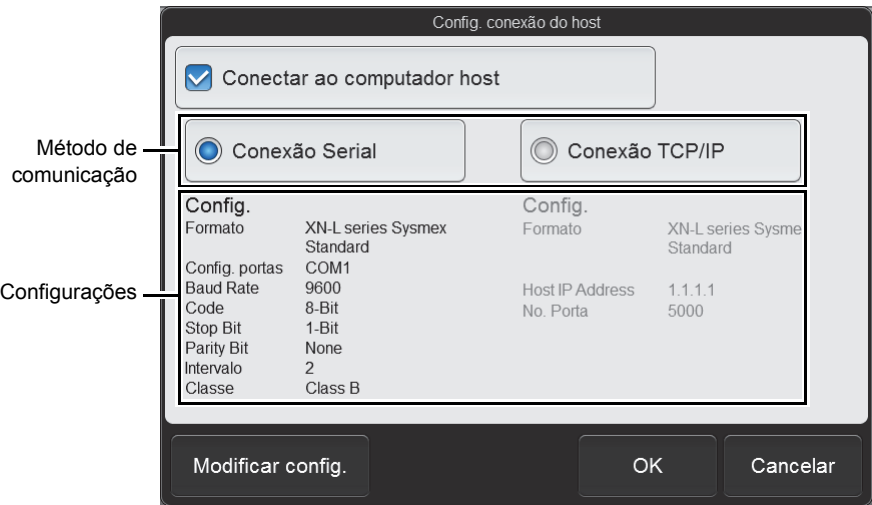 Config. conexão do host
Conectar ao computador host
Método de
comunicação
Conexão Serial
Conexão TCP/IP
Configurações
Config.
Formato XN-L series Sysmex
Standard
Config. portas COM1
Baud Rate 9600
Code 8-Bit
Stop Bit 1-Bit
Parity Bit None
Intervalo 2
Classe Class B
Config.
Formato XN-L series Sysme
Standard
Host IP Address 1.1.1.1
No. Porta 5000
Modificar config.
OK
Cancelar